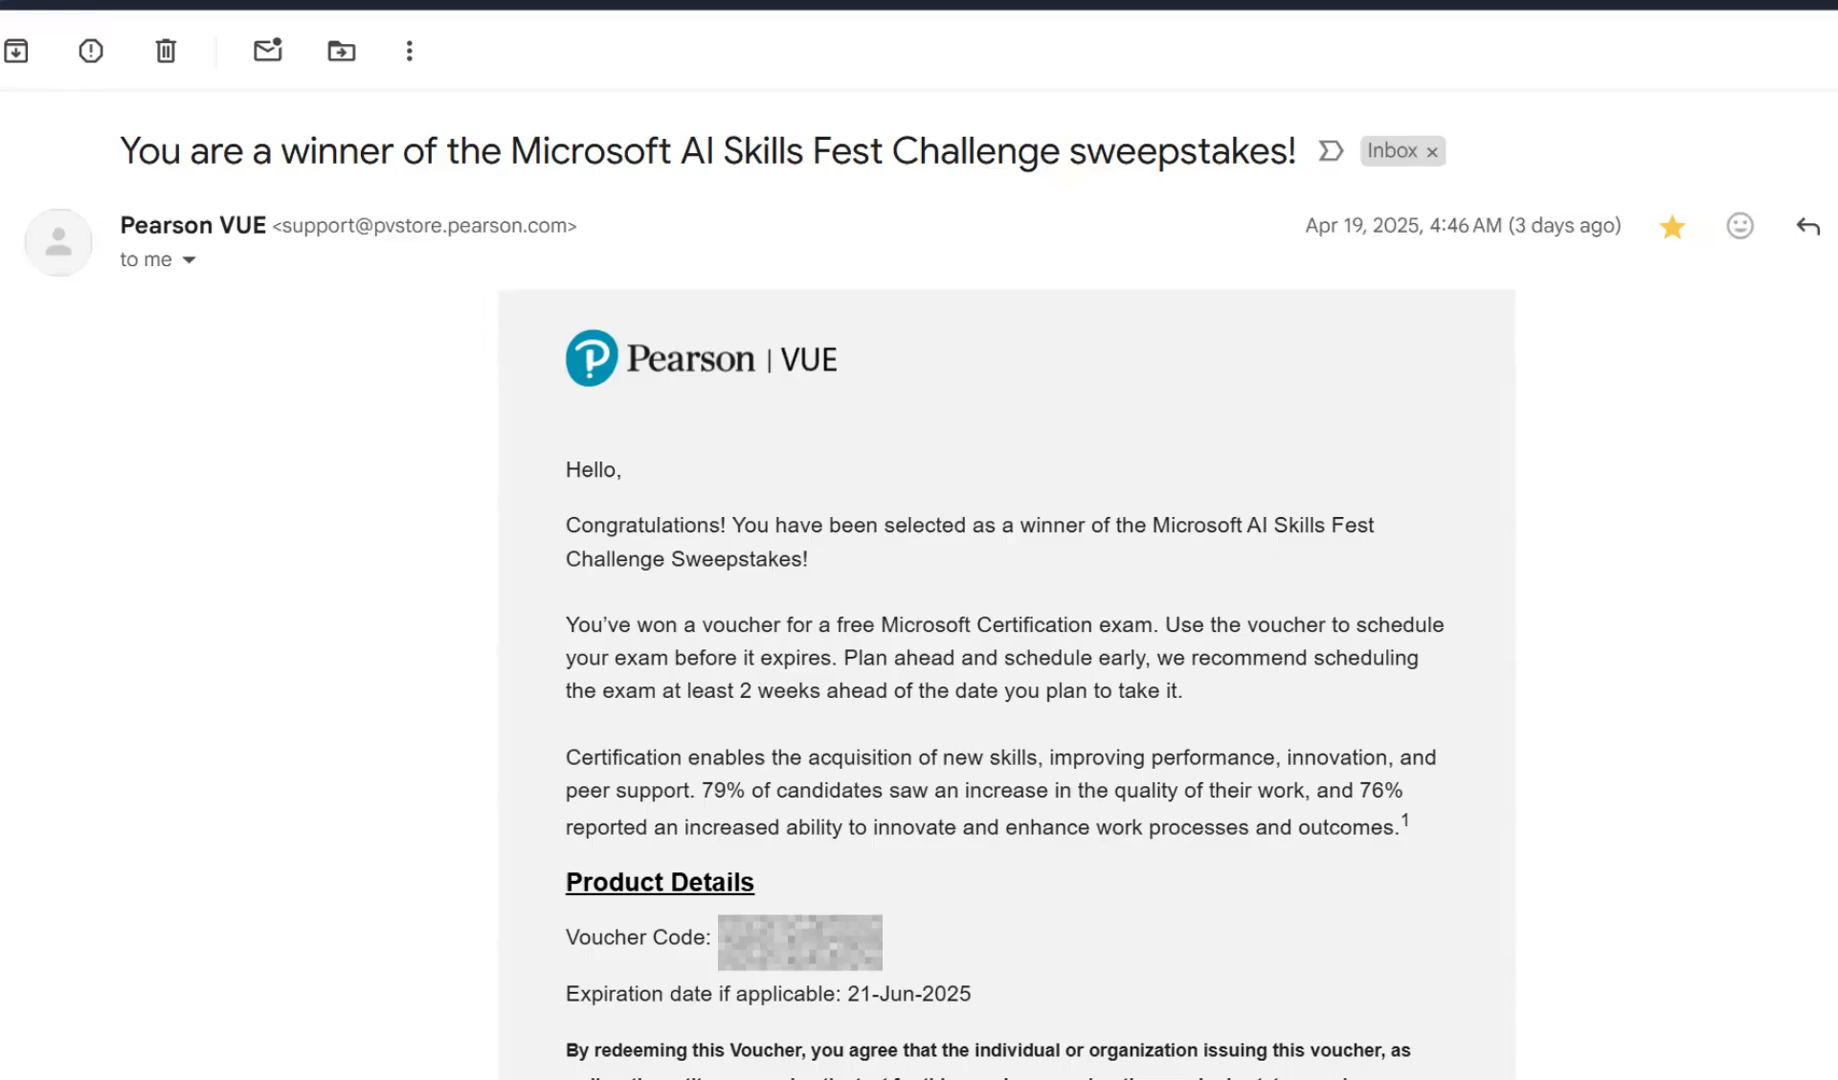 You are a winner of the Microsoft AI Skills Fest Challenge sweepstakes!
Inbox ×
Pearson VUE <support@pvstore.pearson.com>
Apr 19, 2025, 4:46 AM (3 days ago)
to me
Pearson | VUE
Hello,
Congratulations! You have been selected as a winner of the Microsoft AI Skills Fest
Challenge Sweepstakes!
You’ve won a voucher for a free Microsoft Certification exam. Use the voucher to schedule
your exam before it expires. Plan ahead and schedule early, we recommend scheduling
the exam at least 2 weeks ahead of the date you plan to take it.
Certification enables the acquisition of new skills, improving performance, innovation, and
peer support. 79% of candidates saw an increase in the quality of their work, and 76%
reported an increased ability to innovate and enhance work processes and outcomes.¹
Product Details
Voucher Code:
Expiration date if applicable: 21-Jun-2025
By redeeming this Voucher, you agree that the individual or organization issuing this voucher, as